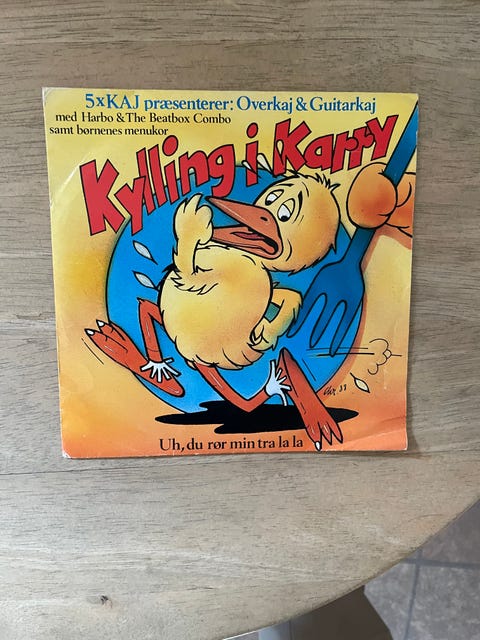 5xKAJ præsenterer: Overkaj & Guitarkaj
med Harbo & The Beatbox Combo
samt børnenes menukor
Kylling i Karry
Uh, du rør min tra la la